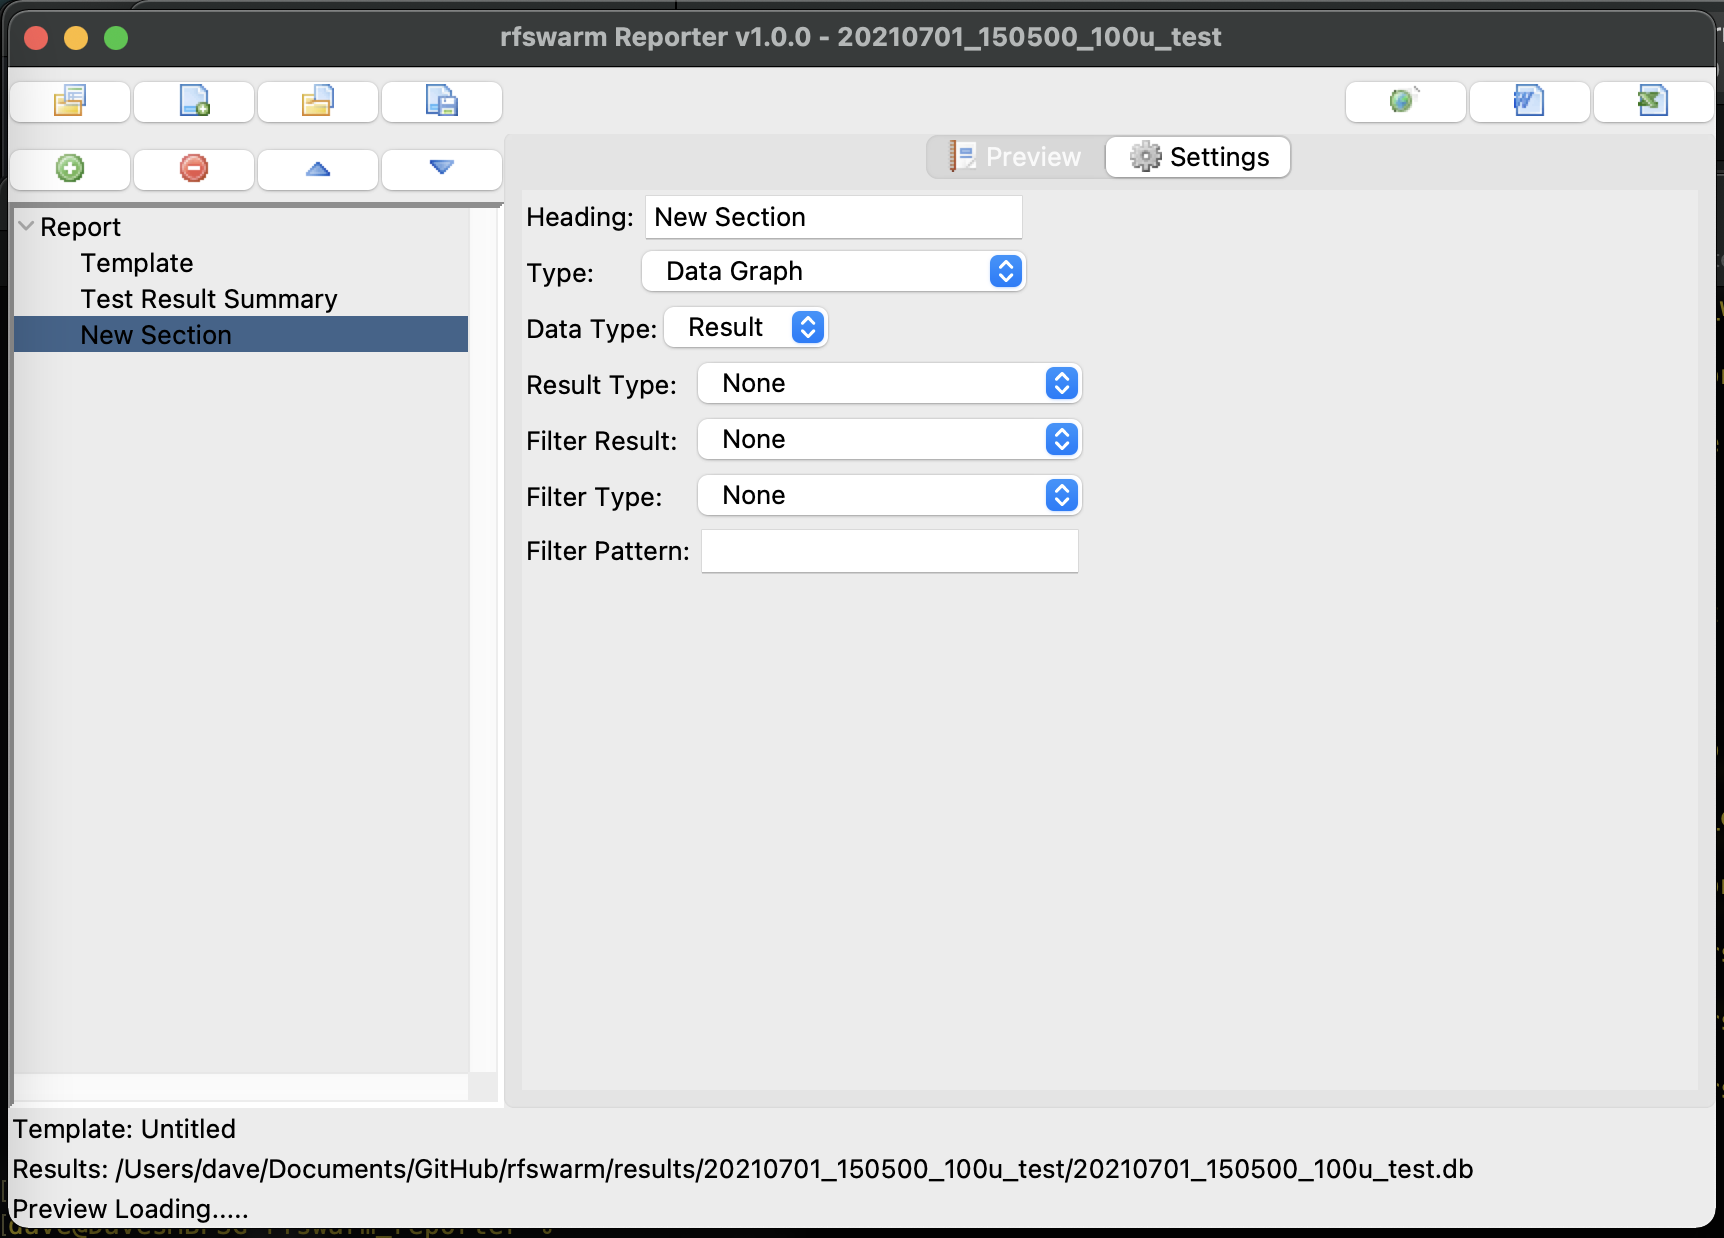 rfswarm Reporter v1.0.0 - 20210701_150500_100u_test
Preview
Settings
Report
Template
Test Result Summary
New Section
Heading: New Section
Type: Data Graph
Data Type: Result
Result Type: None
Filter Result: None
Filter Type: None
Filter Pattern:
Template: Untitled
Results: /Users/dave/Documents/GitHub/rfswarm/results/20210701_150500_100u_test/20210701_150500_100u_test.db
Preview Loading.....